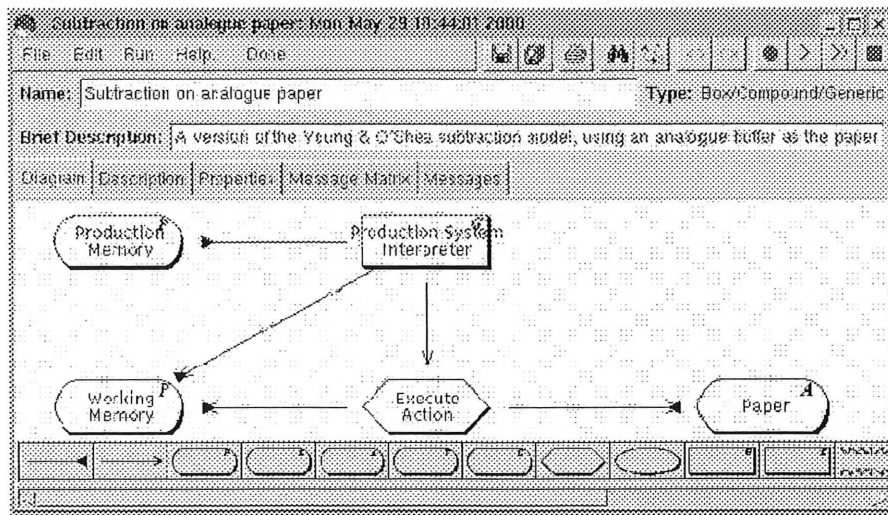 Subtraction on analogue paper: Mon May 29 18:44:01 2000
File Edit Run Help. Done
Name: Subtraction on analogue paper Type: Box/Compound/Generic
Brief Description: A version of the Young & O'Shea subtraction model, using an analogue buffer as the paper
Diagram Description Properties Message Matrix Messages
Production
Memory
Production System
Interpreter
Working
Memory
P
Execute
Action
Paper
A